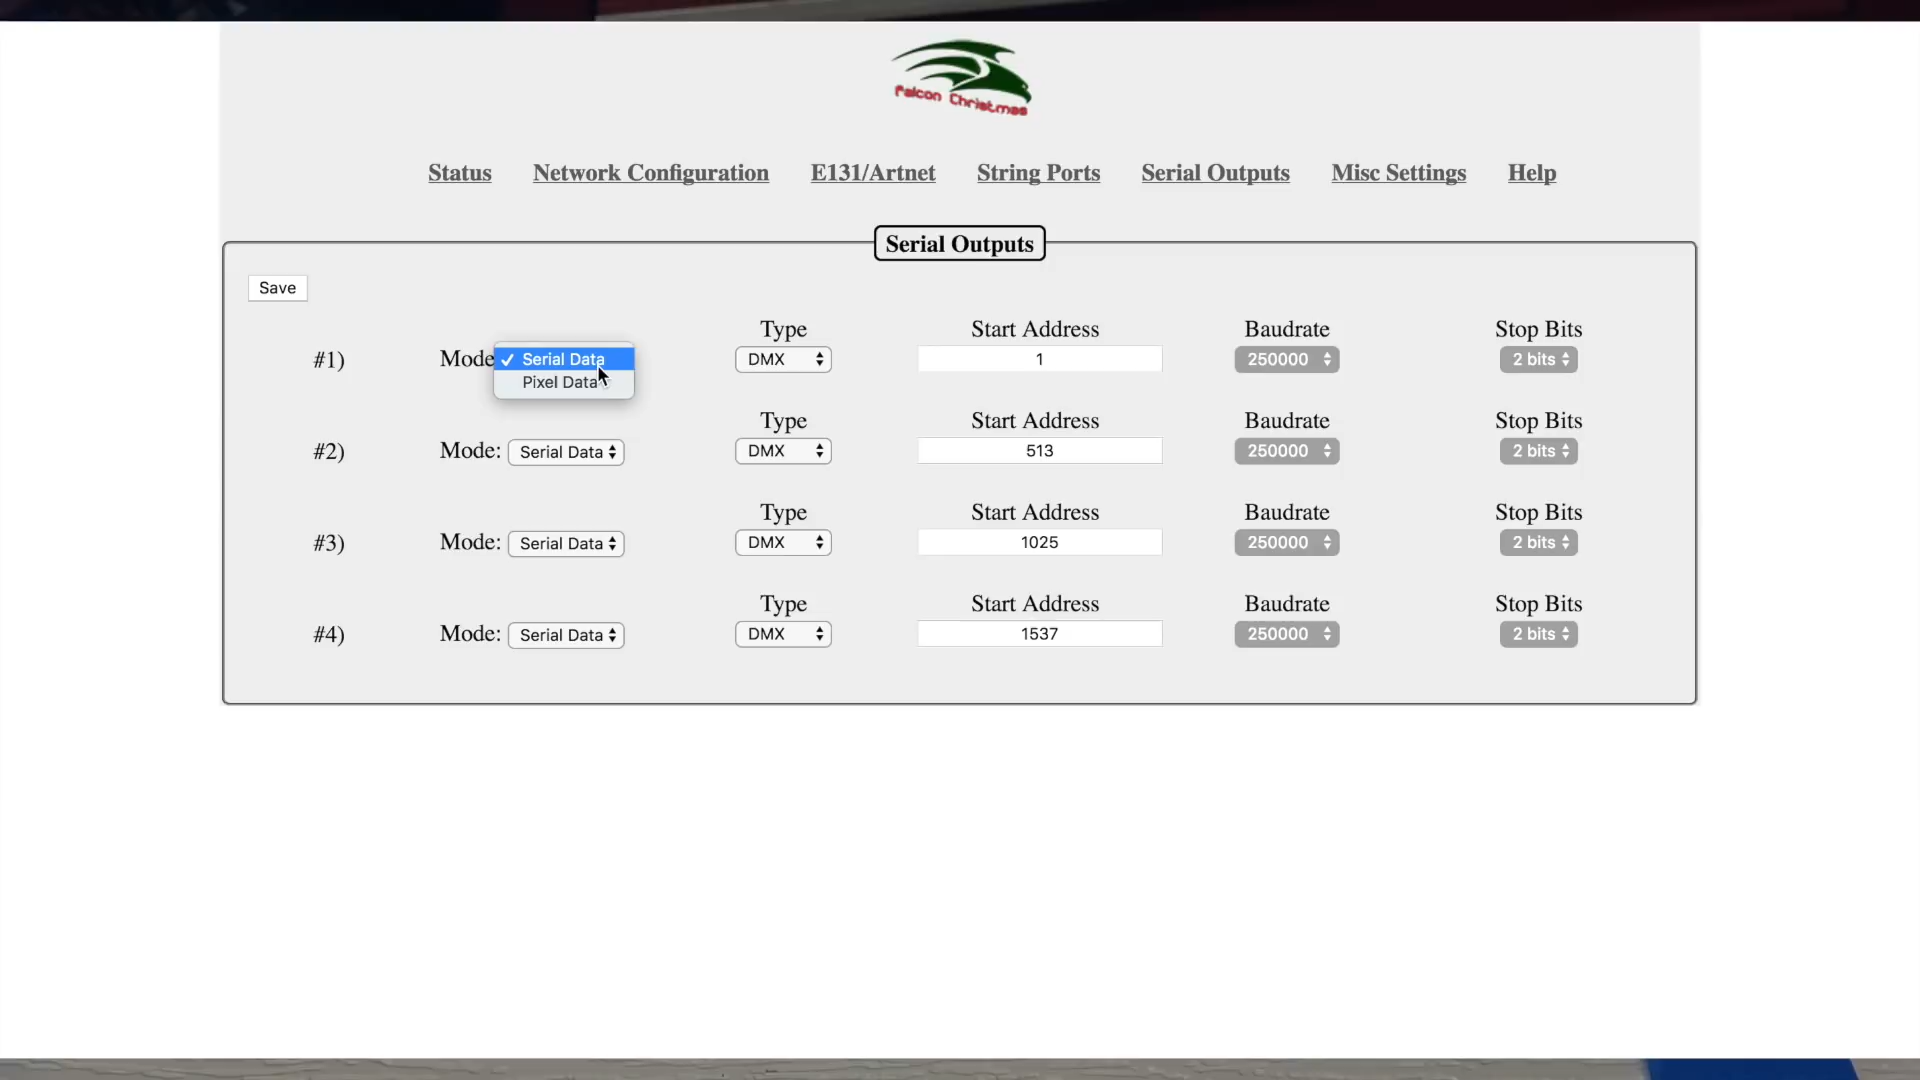 Falcon Christmas
Status Network Configuration E131/Artnet String Ports Serial Outputs Misc Settings Help
Serial Outputs
Save
Type Start Address Baudrate Stop Bits
#1) Mode ✓ Serial Data DMX 1 250000 2 bits
Pixel Data
Type Start Address Baudrate Stop Bits
#2) Mode: Serial Data DMX 513 250000 2 bits
Type Start Address Baudrate Stop Bits
#3) Mode: Serial Data DMX 1025 250000 2 bits
Type Start Address Baudrate Stop Bits
#4) Mode: Serial Data DMX 1537 250000 2 bits